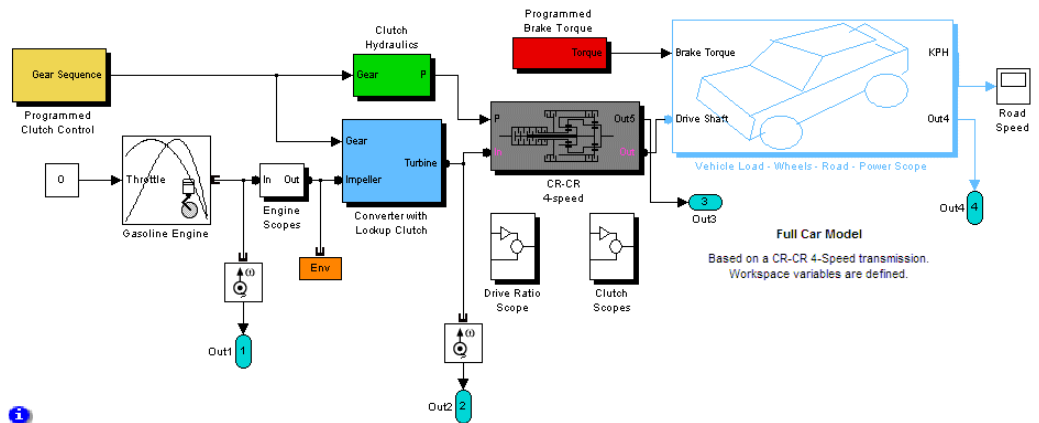 Gear Sequence
Programmed
Clutch Control
Clutch
Hydraulics
Gear
P
Programmed
Brake Torque
Torque
Brake Torque
KPH
Drive Shaft
Out4
Vehicle Load - Wheels - Road - Power Scope
Road
Speed
0
Throttle
Gasoline Engine
In
Out
Engine
Scopes
Gear
Turbine
Impeller
Converter with
Lookup Clutch
P
Out5
In
Out
CR-CR
4-speed
3
Out3
Out4
4
Env
Drive Ratio
Scope
Clutch
Scopes
Full Car Model
Based on a CR-CR 4-Speed transmission.
Workspace variables are defined.
ω
Out1
1
ω
Out2
2
i